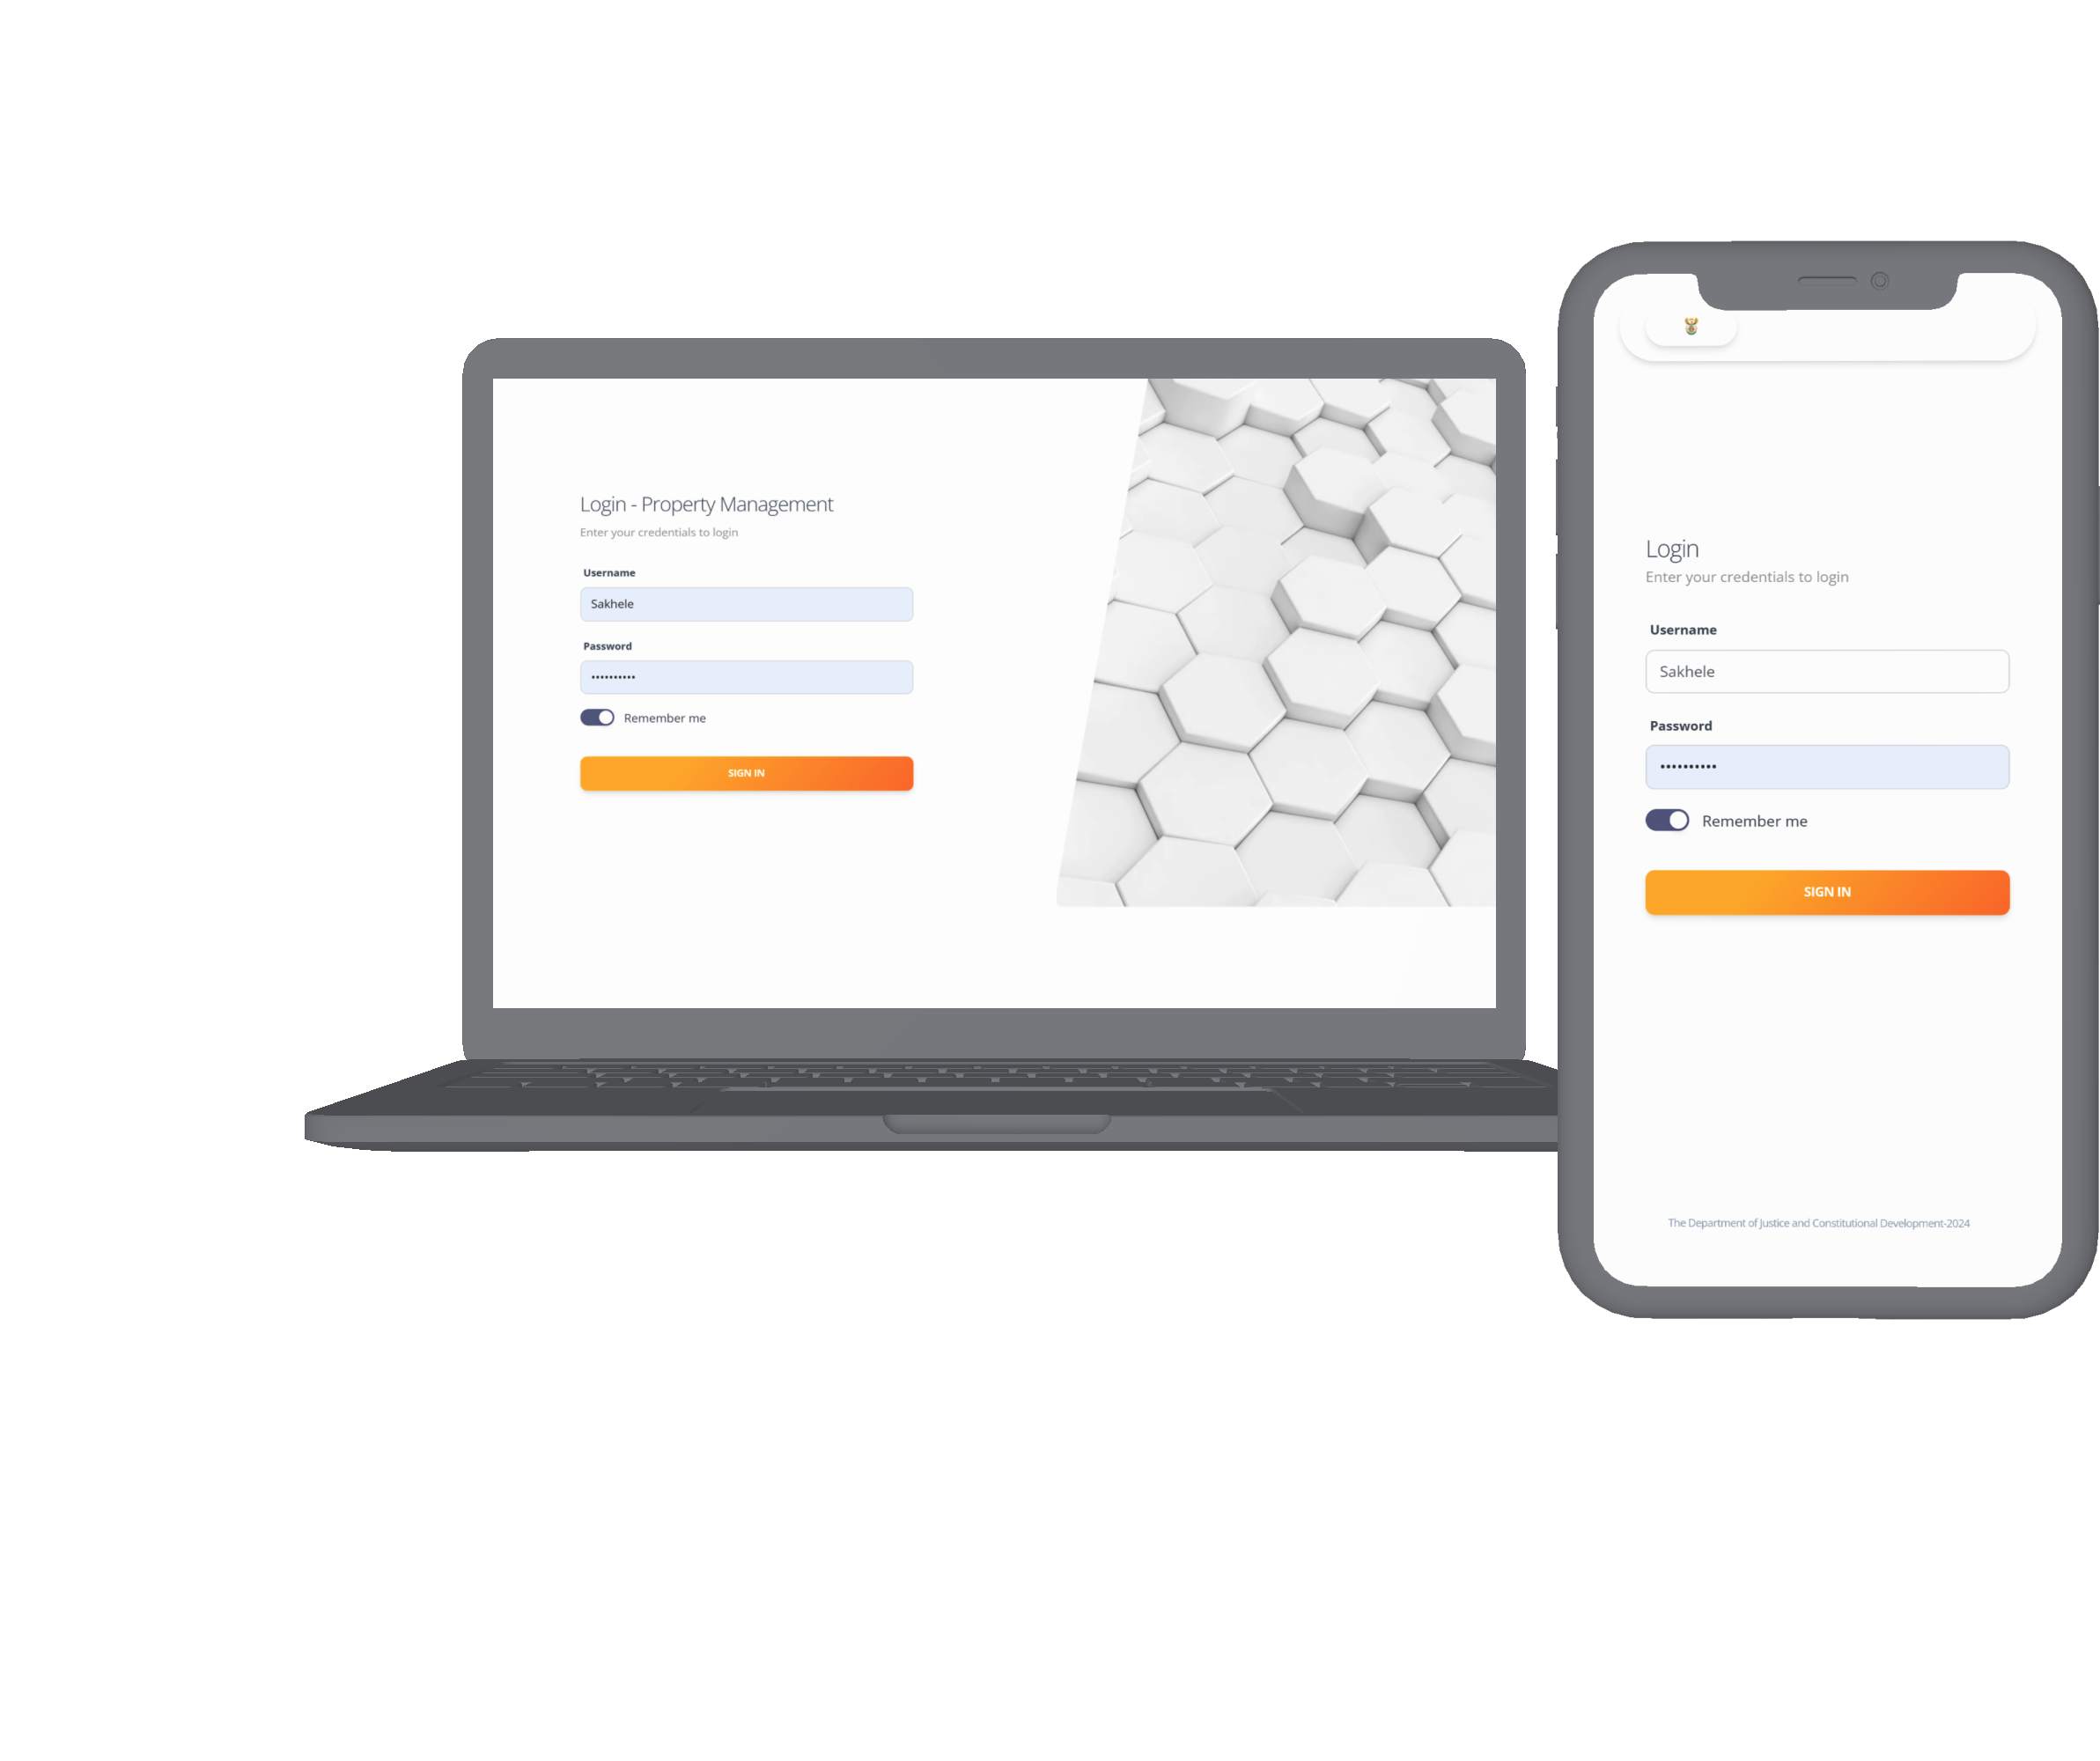 Login - Property Management
Enter your credentials to login
Username
Sakhele
Password
••••••••••
Remember me
SIGN IN
Login
Enter your credentials to login
Username
Sakhele
Password
••••••••••
Remember me
SIGN IN
The Department of Justice and Constitutional Development-2024